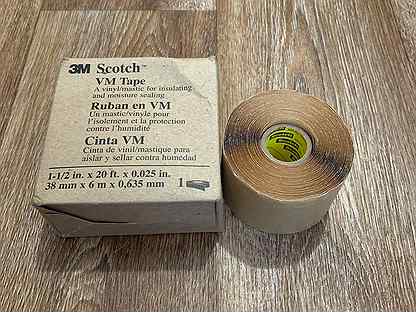 3M Scotch™
VM Tape
A vinyl/mastic for insulating
and moisture sealing
Ruban en VM
Un mastic/vinyle pour
l'isolement et la protection
contre l'humidité
Cinta VM
Cinta de vinil/mastique para
aislar y sellar contra humedad
1-1/2 in. x 20 ft. x 0.025 in.
38 mm x 6 m x 0,635 mm
1